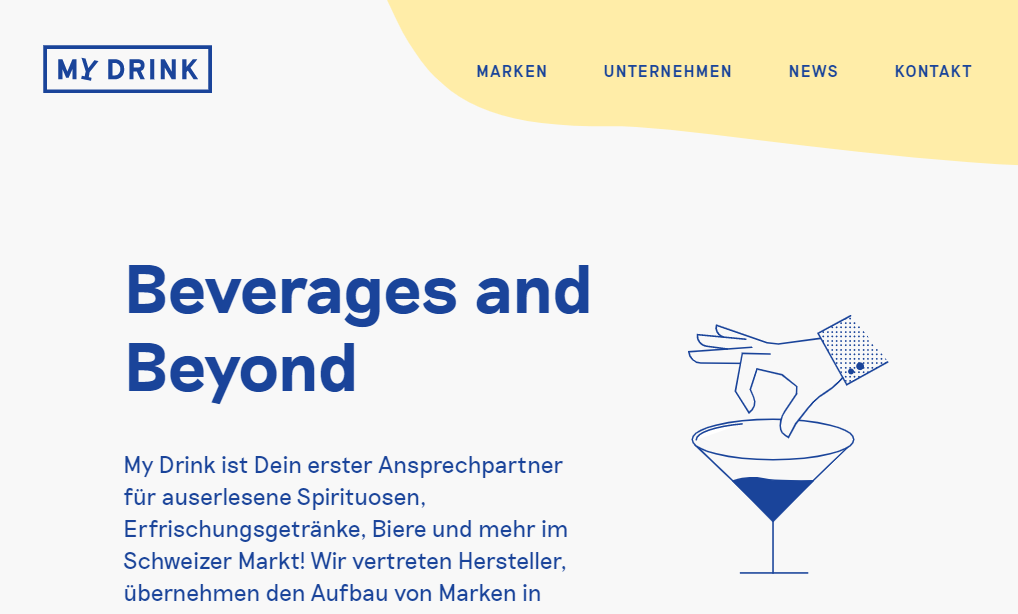 MY DRINK
MARKEN UNTERNEHMEN NEWS KONTAKT
Beverages and
Beyond
My Drink ist Dein erster Ansprechpartner
für auserlesene Spirituosen,
Erfrischungsgetränke, Biere und mehr im
Schweizer Markt! Wir vertreten Hersteller,
übernehmen den Aufbau von Marken in